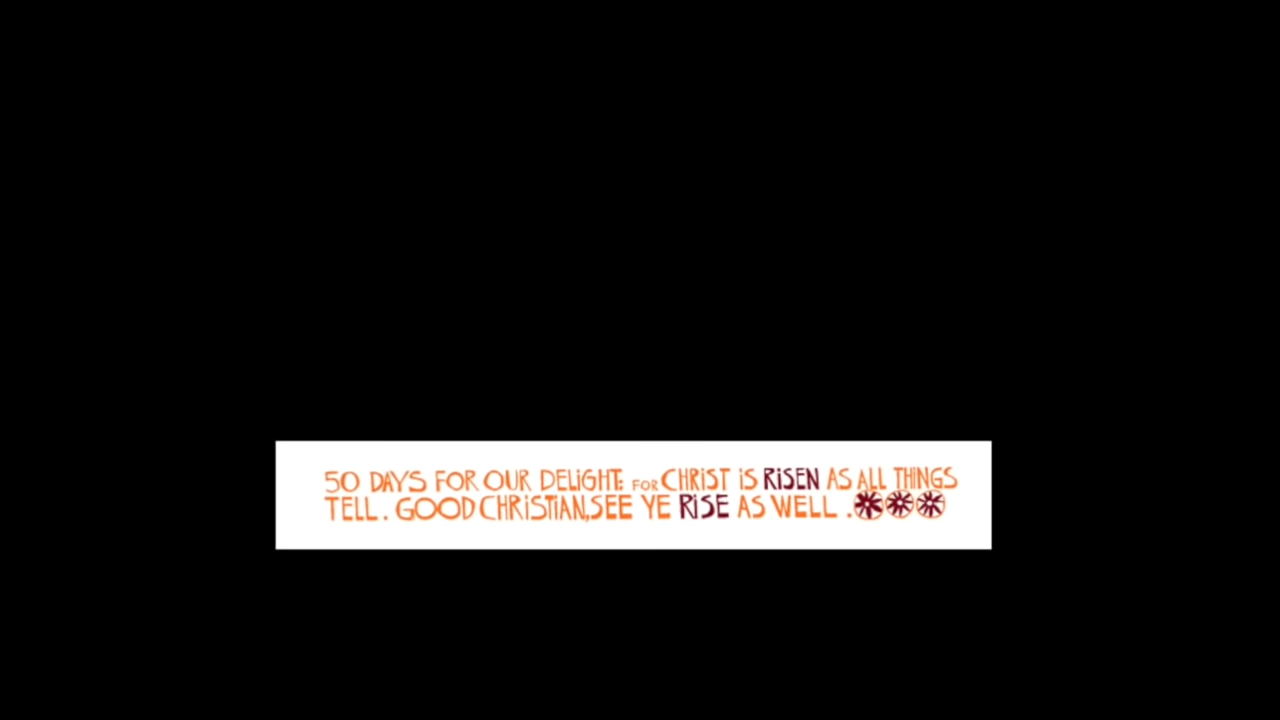 50 DAYS FOR OUR DELIGHT: FOR CHRIST iS RiSEN AS ALL THiNGS
TELL. GOOD CHRiSTiAN, SEE YE RiSE AS WELL.